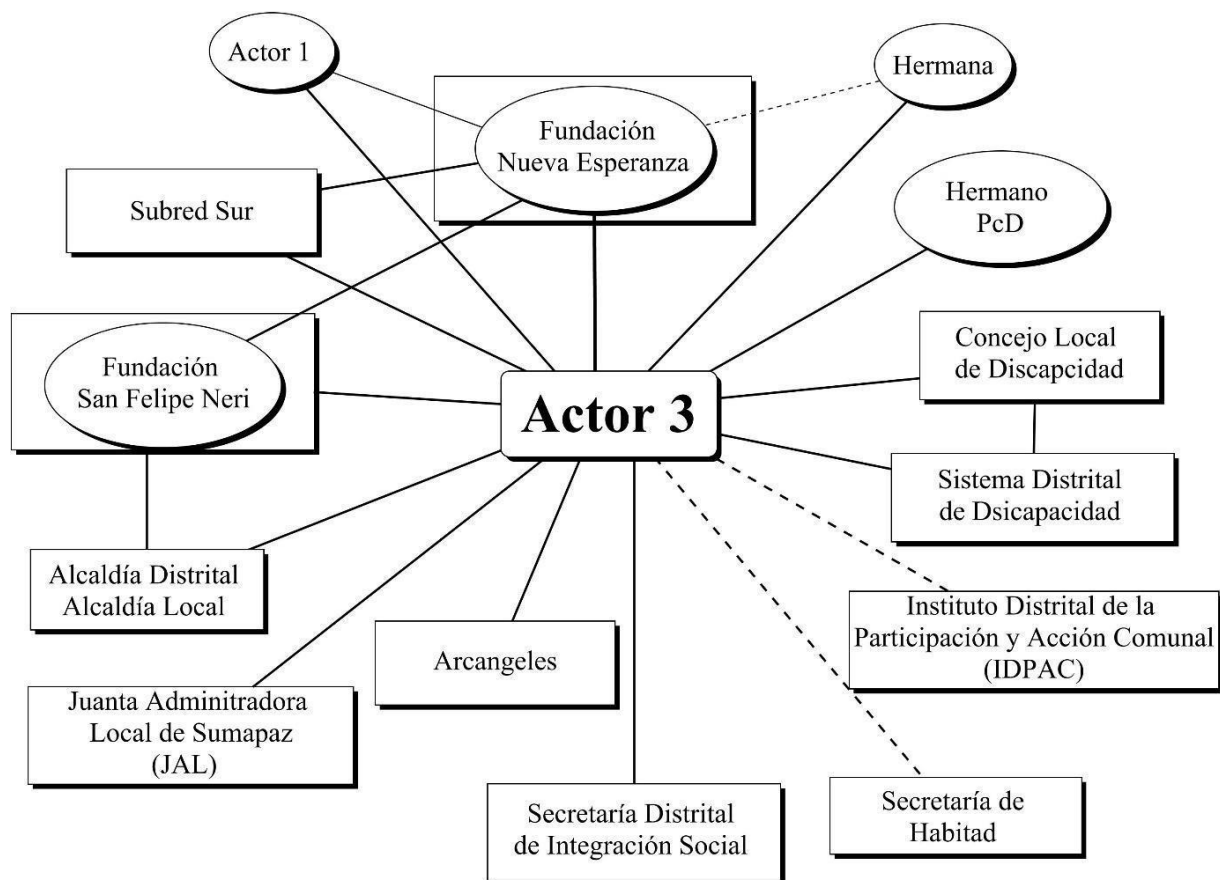 Actor 1
Hermana
Fundación
Nueva Esperanza
Subred Sur
Hermano
PcD
Fundación
San Felipe Neri
Concejo Local
de Discapcidad
Actor 3
Sistema Distrital
de Dsicapacidad
Alcaldía Distrital
Alcaldía Local
Instituto Distrital de la
Participación y Acción Comunal
(IDPAC)
Arcangeles
Juanta Adminitradora
Local de Sumapaz
(JAL)
Secretaría Distrital
de Integración Social
Secretaría de
Habitad